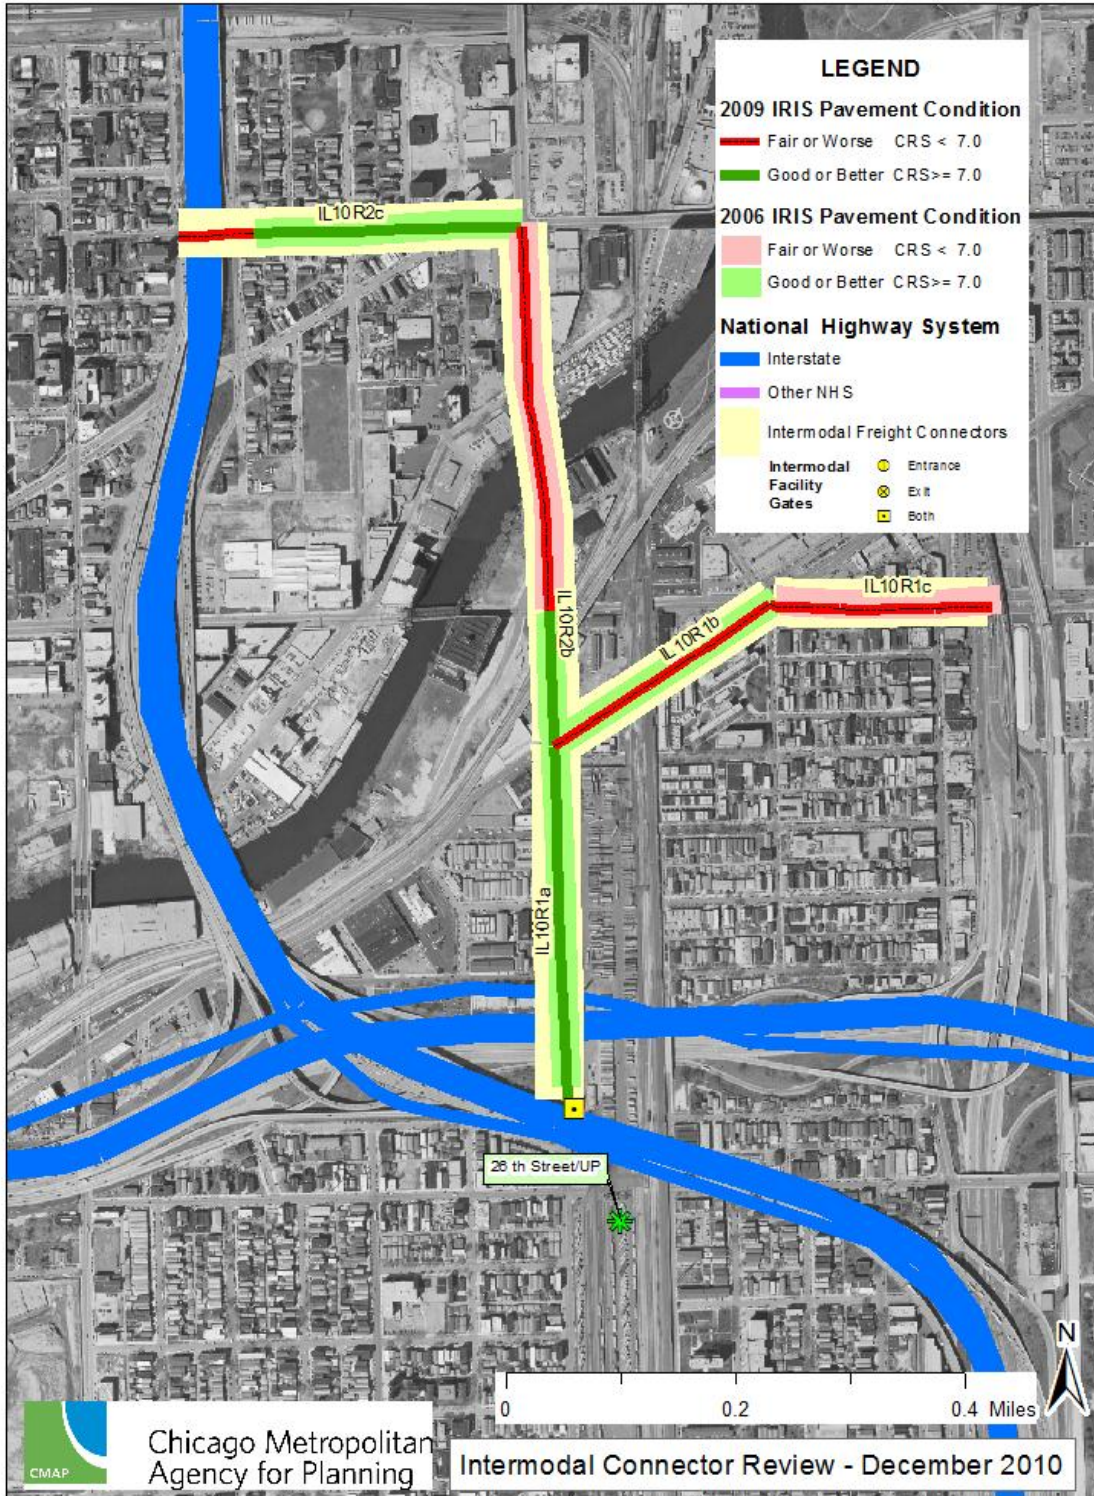 LEGEND
2009 IRIS Pavement Condition
Fair or Worse CRS < 7.0
Good or Better CRS>= 7.0
2006 IRIS Pavement Condition
Fair or Worse CRS < 7.0
Good or Better CRS>= 7.0
National Highway System
Interstate
Other NHS
Intermodal Freight Connectors
Intermodal
Facility
Gates
Entrance
Exit
Both
IL10R2c
IL10R2b
IL10R1c
IL10R1b
IL10R1a
26 th Street/UP
N
0 0.2 0.4 Miles
CMAP
Chicago Metropolitan
Agency for Planning
Intermodal Connector Review - December 2010